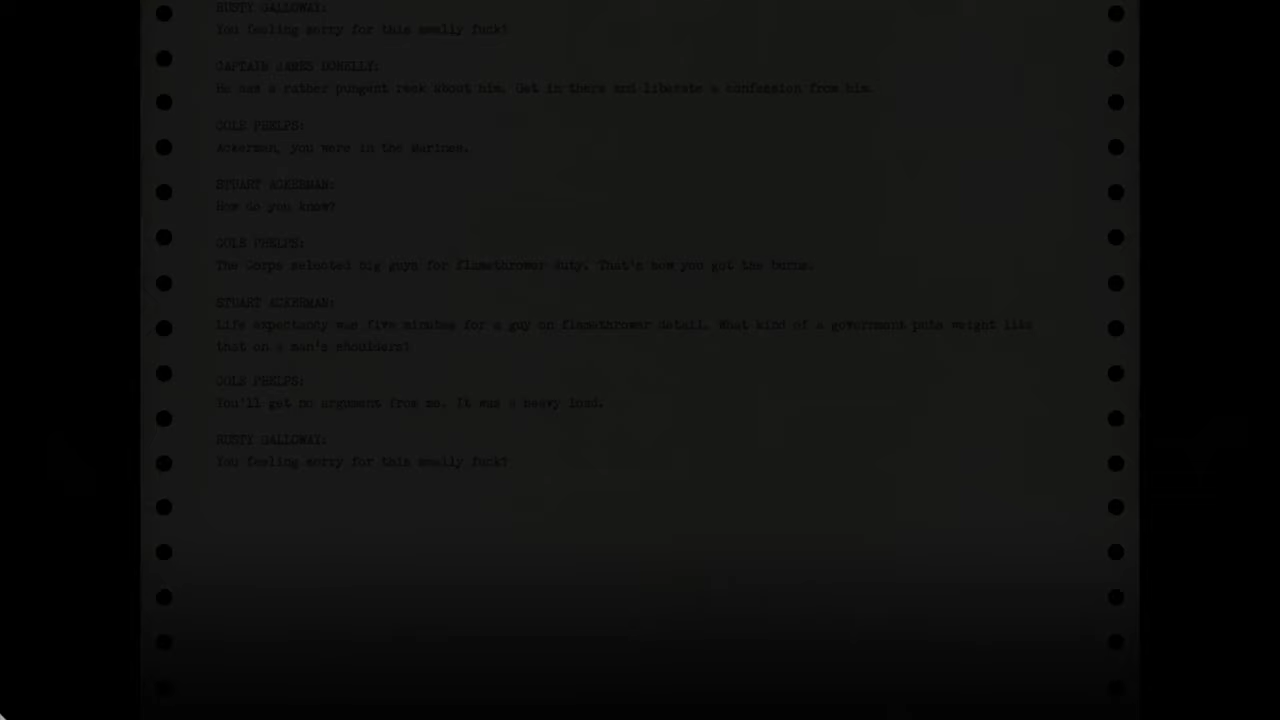 RUSTY GALLOWAY:
You feeling sorry for this smelly fuck?
CAPTAIN JAMES DONELLY:
He has a rather pungent reek about him. Get in there and liberate a confession from him.
COLE PHELPS:
Ackerman, you were in the Marines.
STUART ACKERMAN:
How do you know?
COLE PHELPS:
The Corps selected big guys for flamethrower duty. That's how you got the burns.
STUART ACKERMAN:
Life expectancy was five minutes for a guy on flamethrower detail. What kind of a government puts weight like
that on a man's shoulders?
COLE PHELPS:
You'll get no argument from me. It was a heavy load.
RUSTY GALLOWAY:
You feeling sorry for this smelly fuck?